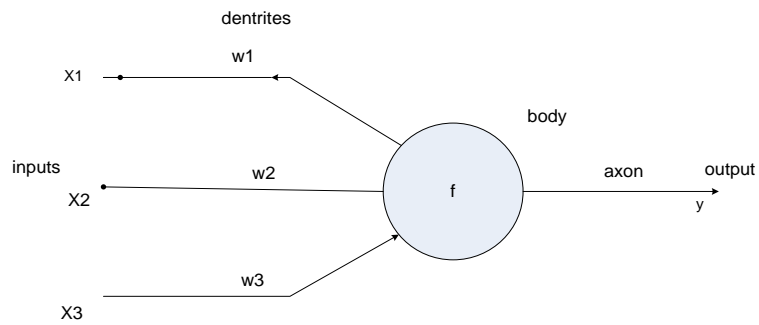 dentrites
w1
X1
body
inputs
w2
X2
f
axon
output
y
w3
X3